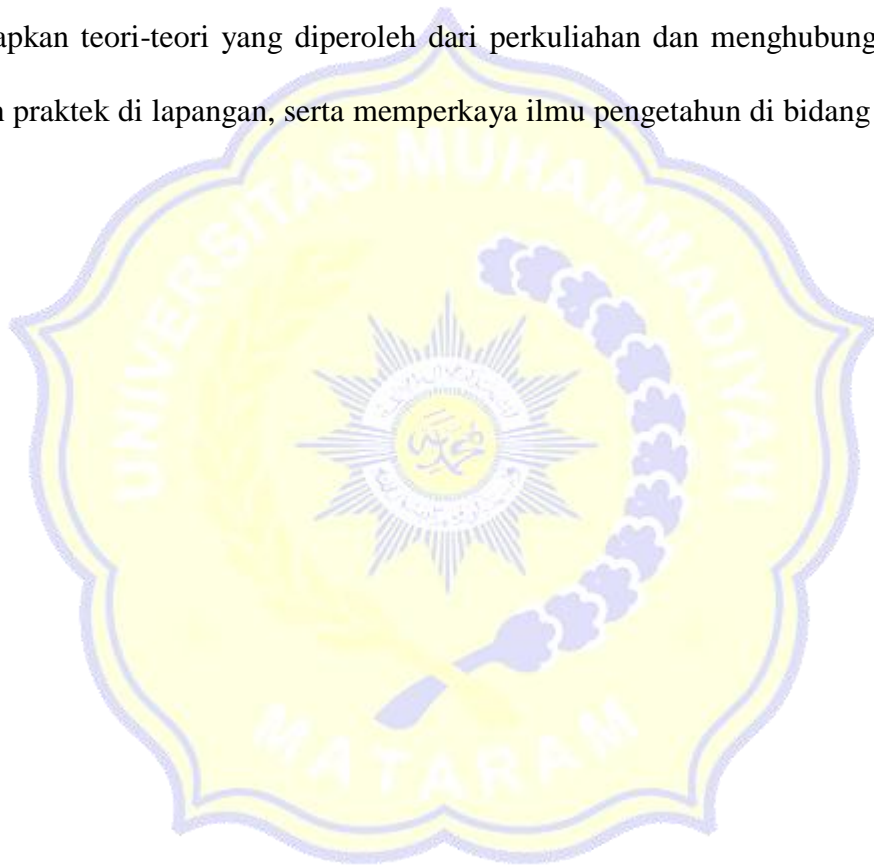 apkan teori-teori yang diperoleh dari perkuliahan dan menghubung
praktek di lapangan, serta memperkaya ilmu pengetahun di bidang
UNIVERSITAS MUHAMMADIYAH
MATARAM